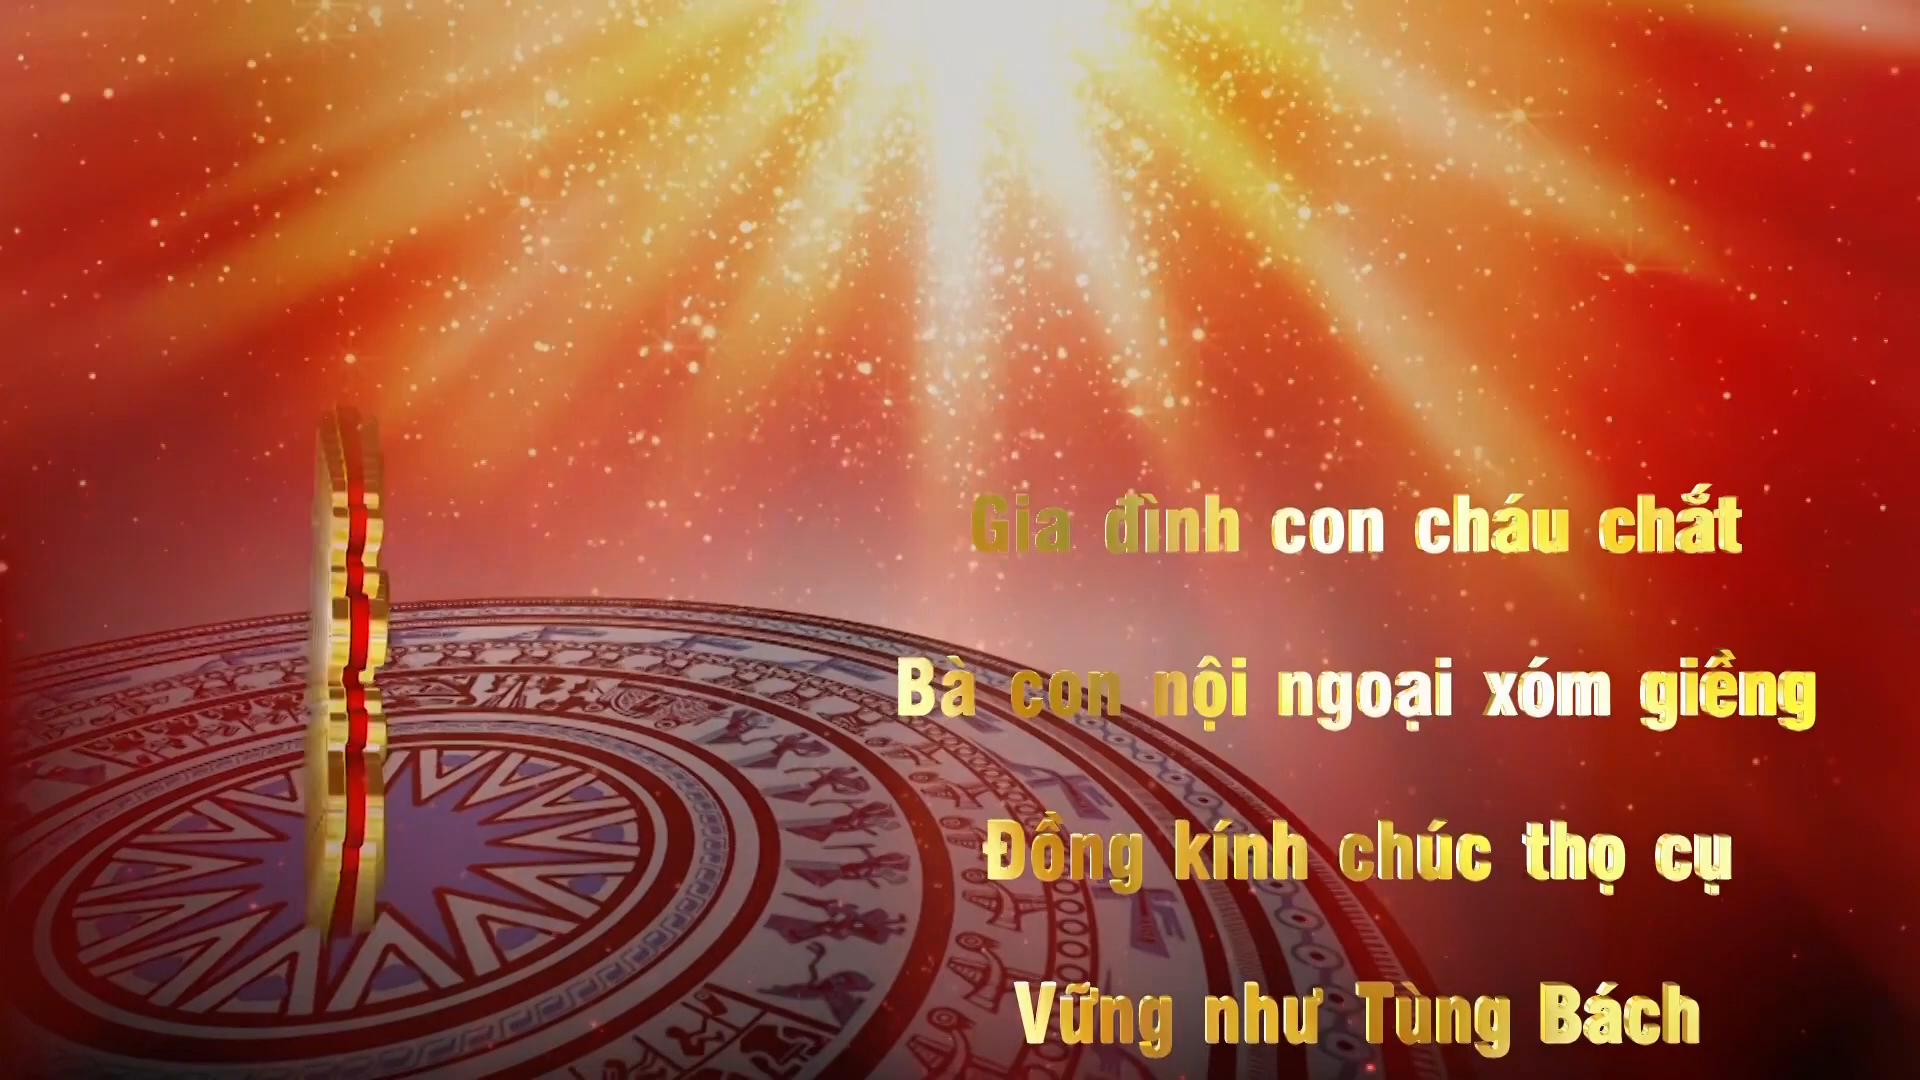 Gia đình con cháu chắt
Bà con nội ngoại xóm giềng
Đồng kính chúc thọ cụ
Vững như Tùng Bách